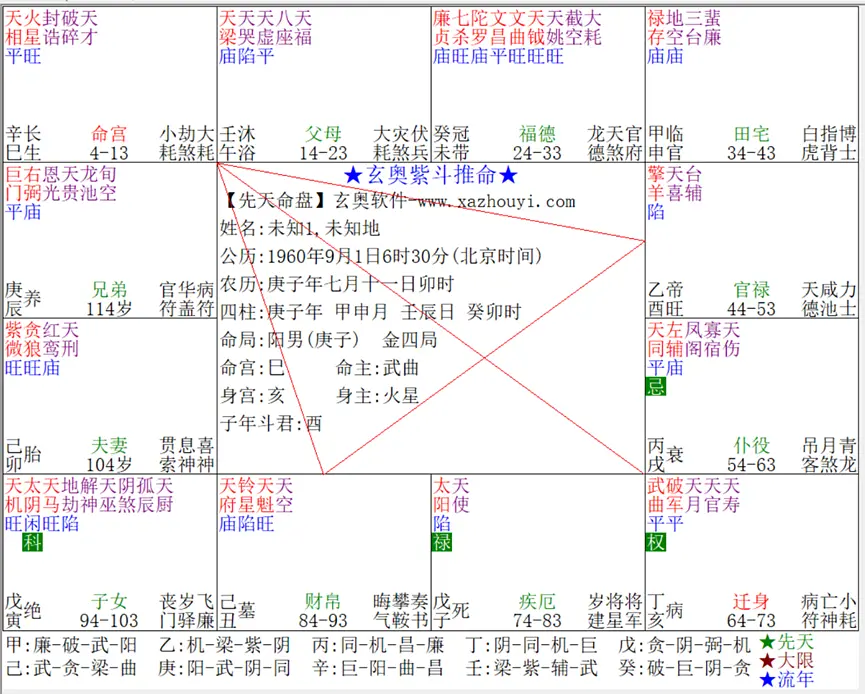 天火封破天
相星诰碎才
平旺
辛长 命宫 小劫大
巳生 4-13 耗煞耗
天天天八天
梁哭虚座福
庙陷平
壬沐 父母 大灾伏
午浴 14-23 耗煞兵
廉七陀文文天天截大
贞杀罗昌曲钺姚空耗
庙旺庙平旺旺旺
癸冠 福德 龙天官
未带 24-33 德煞府
禄地三蜚
存空台廉
庙庙
甲临 田宅 白指博
申官 34-43 虎背士
巨右恩天龙旬
门弼光贵池空
平庙
庚养 兄弟 官华病
辰 114岁 符盖符
★玄奥紫斗推命★
【先天命盘】玄奥软件-www.xazhouyi.com
姓名:未知1,未知地
公历:1960年9月1日6时30分(北京时间)
农历:庚子年七月十一日卯时
四柱:庚子年 甲申月 壬辰日 癸卯时
命局:阳男(庚子) 金四局
命宫:巳 命主:武曲
身宫:亥 身主:火星
子年斗君:酉
擎天台
羊喜辅
陷
乙帝 官禄 天咸力
酉旺 44-53 德池士
紫贪红天
微狼鸾刑
旺旺庙
己胎 夫妻 贯息喜
卯 104岁 索神神
天左凤寡天
同辅阁宿伤
平庙
忌
丙衰 仆役 吊月青
戌 54-63 客煞龙
天太天地解天阴孤天
机阴马劫神巫煞辰厨
旺闲旺陷
科
戊绝 子女 丧岁飞
寅 94-103 门驿廉
天铃天天
府星魁空
庙陷旺
己墓 财帛 晦攀奏
丑 84-93 气鞍书
太天
阳使
陷
禄
戊死 疾厄 岁将将
子 74-83 建星军
武破天天天
曲军月官寿
平平
权
丁病 迁身 病亡小
亥 64-73 符神耗
甲:廉-破-武-阳 乙:机-梁-紫-阴 丙:同-机-昌-廉 丁:阴-同-机-巨 戊:贪-阴-弼-机 ★先天
己:武-贪-梁-曲 庚:阳-武-阴-同 辛:巨-阳-曲-昌 壬:梁-紫-辅-武 癸:破-巨-阴-贪 ★大限
★流年